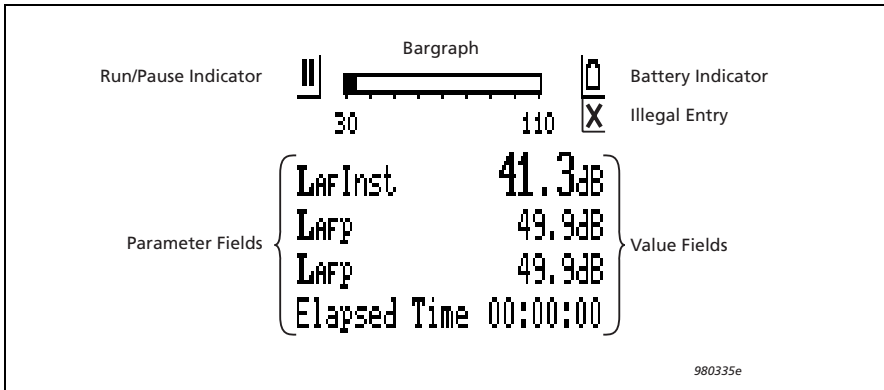 Bargraph
Run/Pause Indicator
Battery Indicator
Illegal Entry
30 110
Parameter Fields
LAFInst 41.3dB
LAFp 49.9dB
LAFp 49.9dB
Elapsed Time 00:00:00
Value Fields
980335e